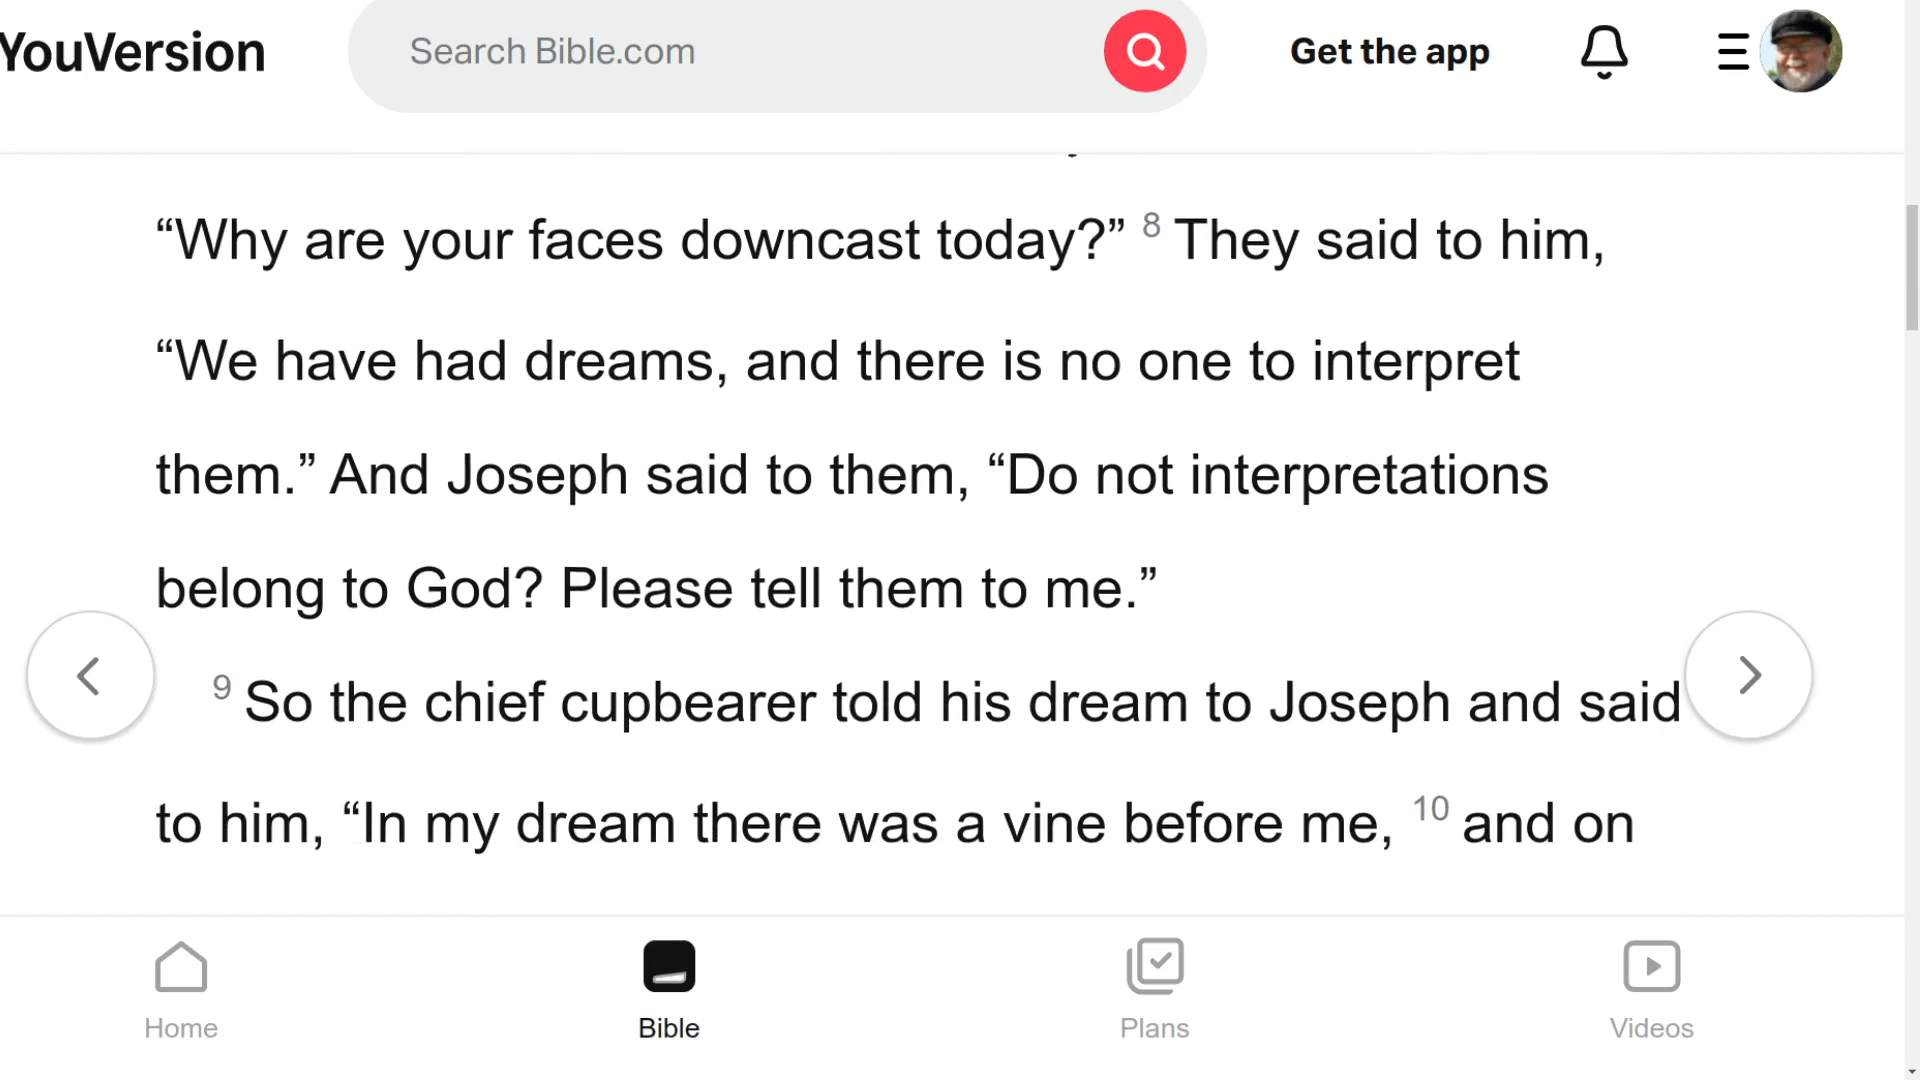 YouVersion
Search Bible.com
Get the app
“Why are your faces downcast today?” 8 They said to him,
“We have had dreams, and there is no one to interpret
them.” And Joseph said to them, “Do not interpretations
belong to God? Please tell them to me.”
9 So the chief cupbearer told his dream to Joseph and said
to him, “In my dream there was a vine before me, 10 and on
Home
Bible
Plans
Videos